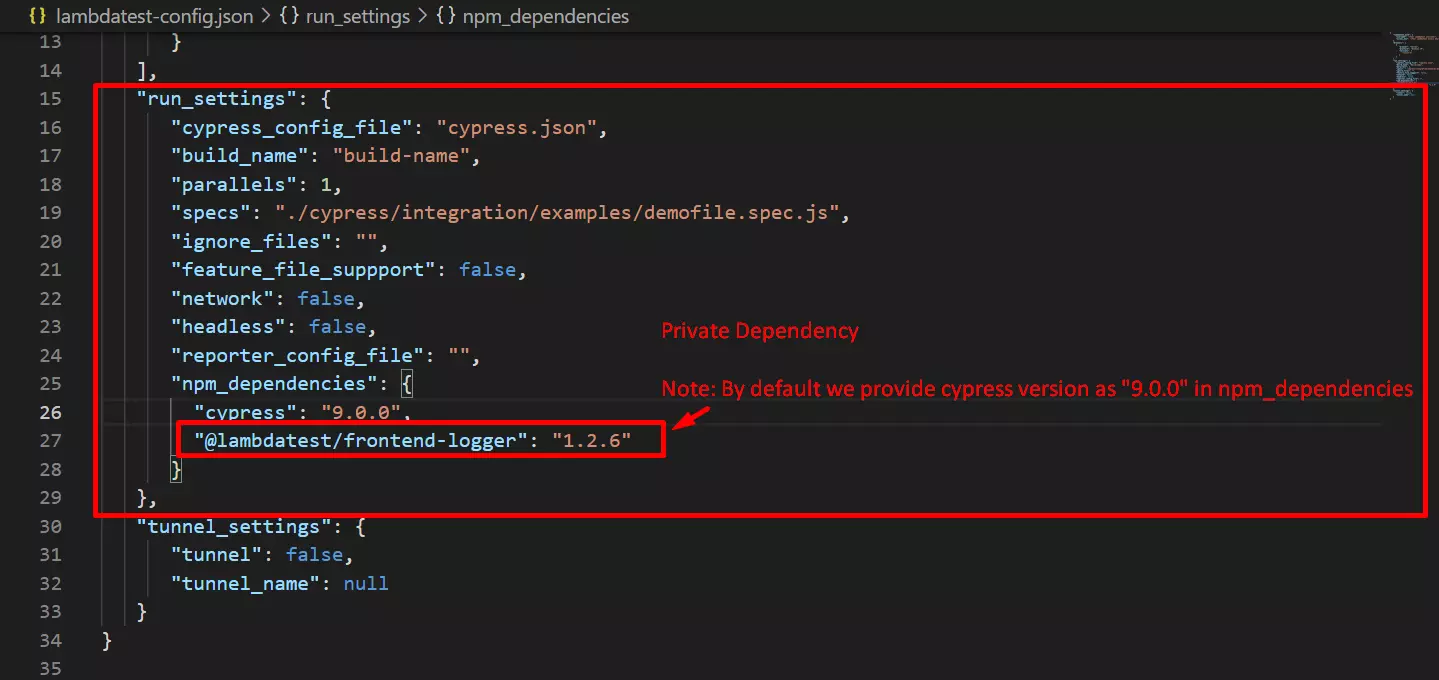 {} lambdatest-config.json > {} run_settings > {} npm_dependencies
13 }
14 ],
15 "run_settings": {
16 "cypress_config_file": "cypress.json",
17 "build_name": "build-name",
18 "parallels": 1,
19 "specs": "./cypress/integration/examples/demofile.spec.js",
20 "ignore_files": "",
21 "feature_file_suppport": false,
22 "network": false,
23 "headless": false,
Private Dependency
24 "reporter_config_file": "",
25 "npm_dependencies": {
Note: By default we provide cypress version as "9.0.0" in npm_dependencies
26 "cypress": "9.0.0",
27 "@lambdatest/frontend-logger": "1.2.6"
28 }
29 },
30 "tunnel_settings": {
31 "tunnel": false,
32 "tunnel_name": null
33 }
34 }
35